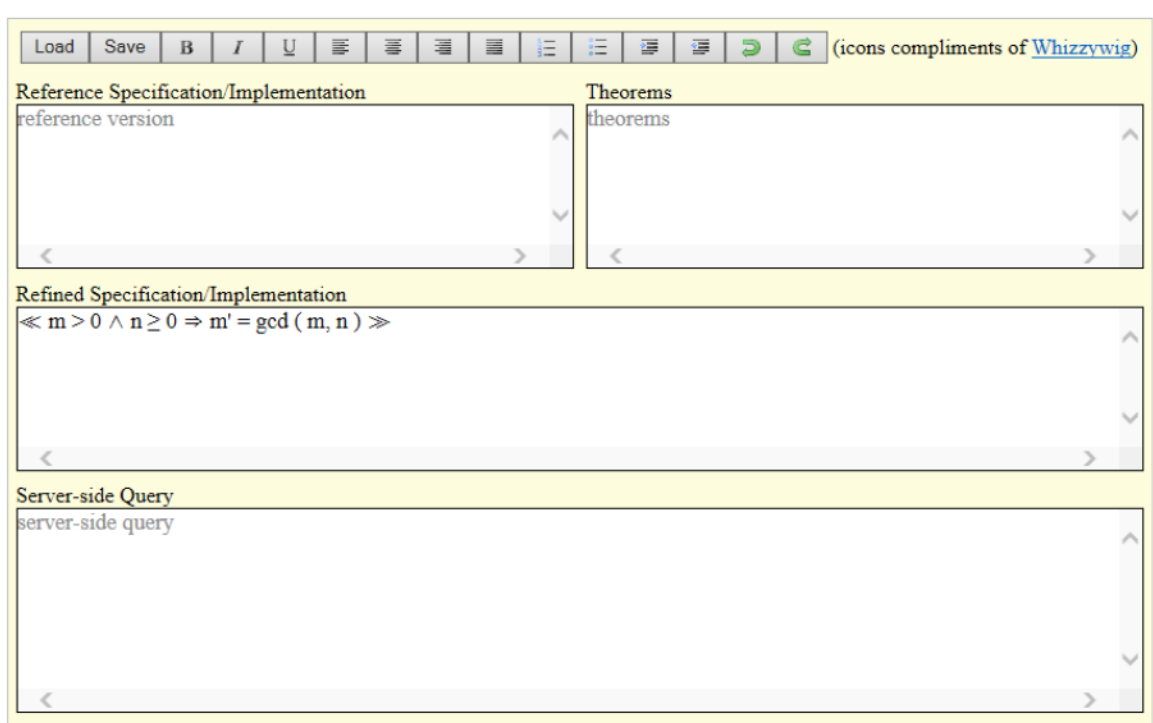 Load Save B I U (icons compliments of Whizzywig)
Reference Specification/Implementation
reference version
Theorems
theorems
Refined Specification/Implementation
≪ m > 0 ∧ n ≥ 0 ⇒ m' = gcd ( m, n ) ≫
Server-side Query
server-side query